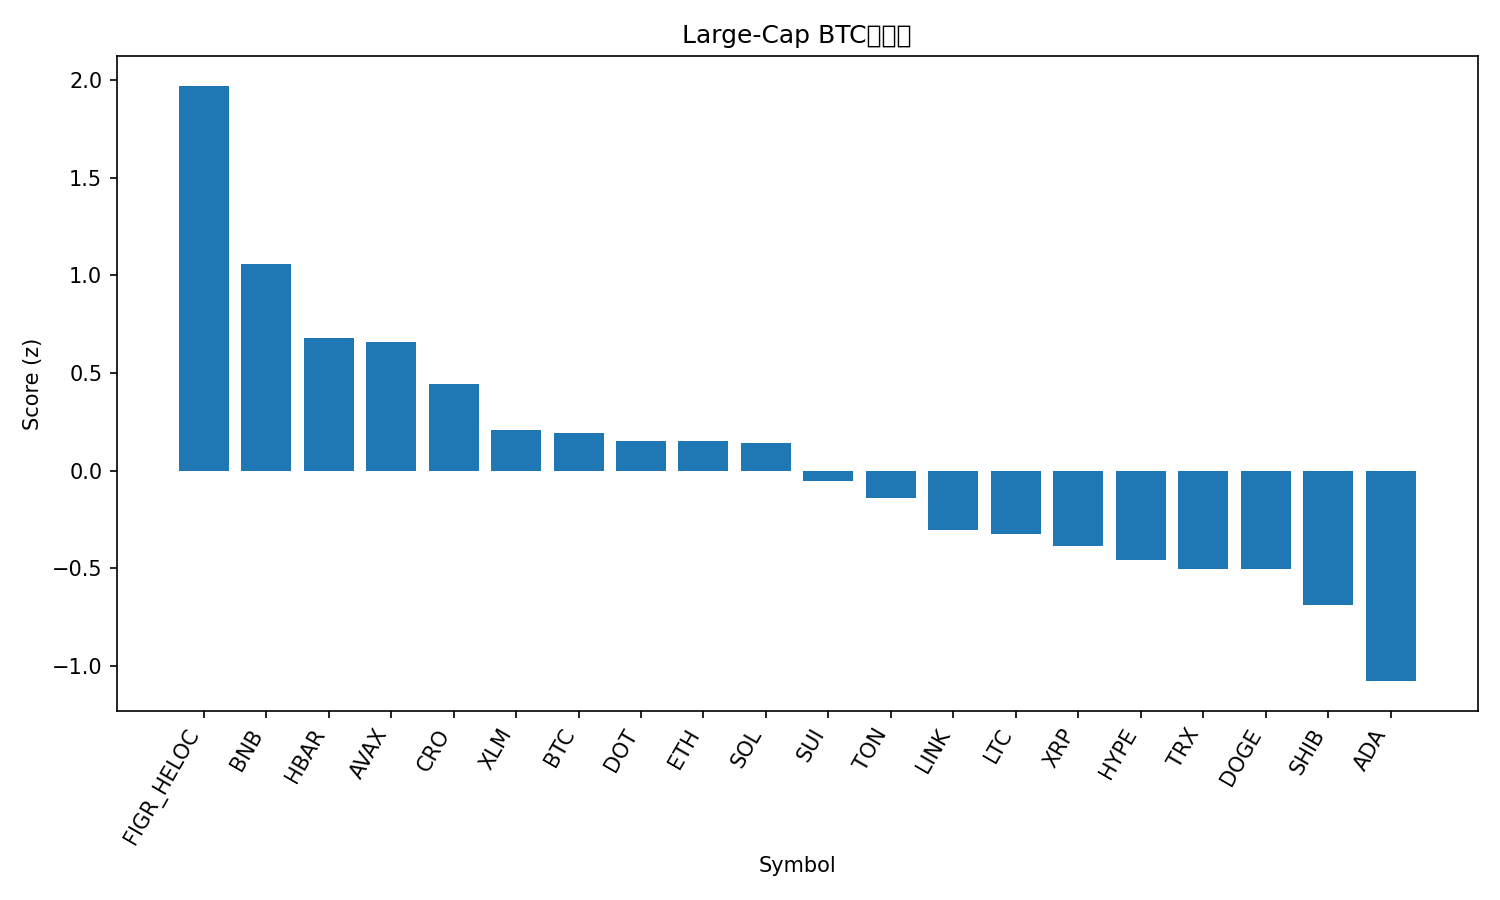 Large-Cap BTC
2.0
1.5
1.0
0.5
0.0
−0.5
−1.0
Score (z)
FIGR_HELOC
BNB
HBAR
AVAX
CRO
XLM
BTC
DOT
ETH
SOL
SUI
TON
LINK
LTC
XRP
HYPE
TRX
DOGE
SHIB
ADA
Symbol